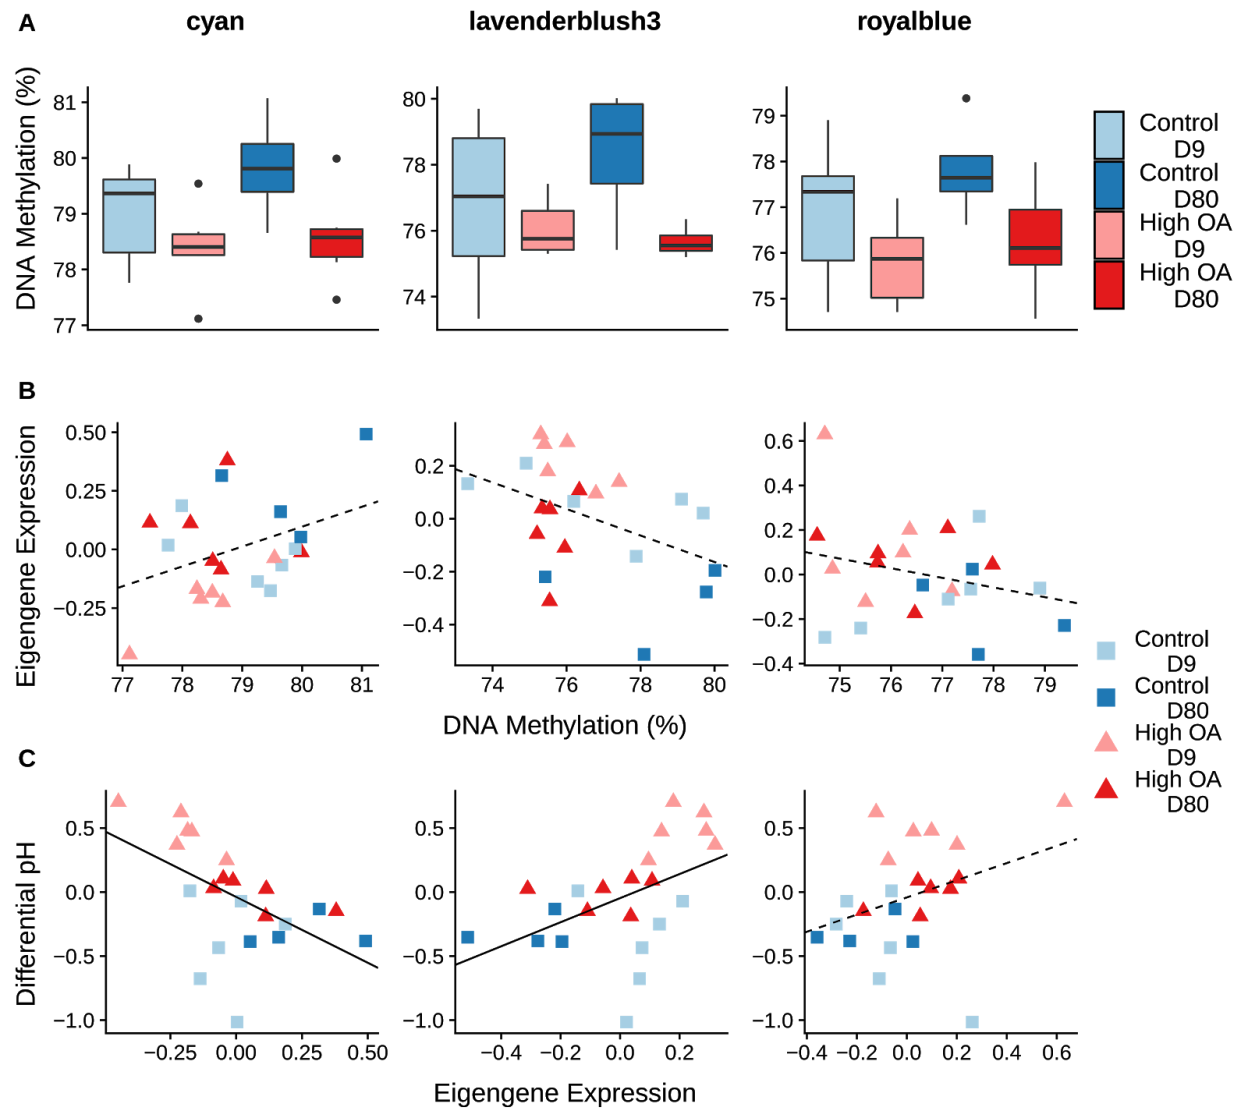 A
cyan
lavenderblush3
royalblue
DNA Methylation (%)
81
80
79
78
77
80
78
76
74
79
78
77
76
75
Control
D9
Control
D80
High OA
D9
High OA
D80
B
Eigengene Expression
0.50
0.25
0.00
−0.25
77
78
79
80
81
0.2
0.0
−0.2
−0.4
74
76
78
80
0.6
0.4
0.2
0.0
−0.2
−0.4
75
76
77
78
79
DNA Methylation (%)
Control
D9
Control
D80
High OA
D9
High OA
D80
C
Differential pH
0.5
0.0
−0.5
−1.0
−0.25
0.00
0.25
0.50
0.5
0.0
−0.5
−1.0
−0.4
−0.2
0.0
0.2
0.5
0.0
−0.5
−1.0
−0.4
−0.2
0.0
0.2
0.4
0.6
Eigengene Expression